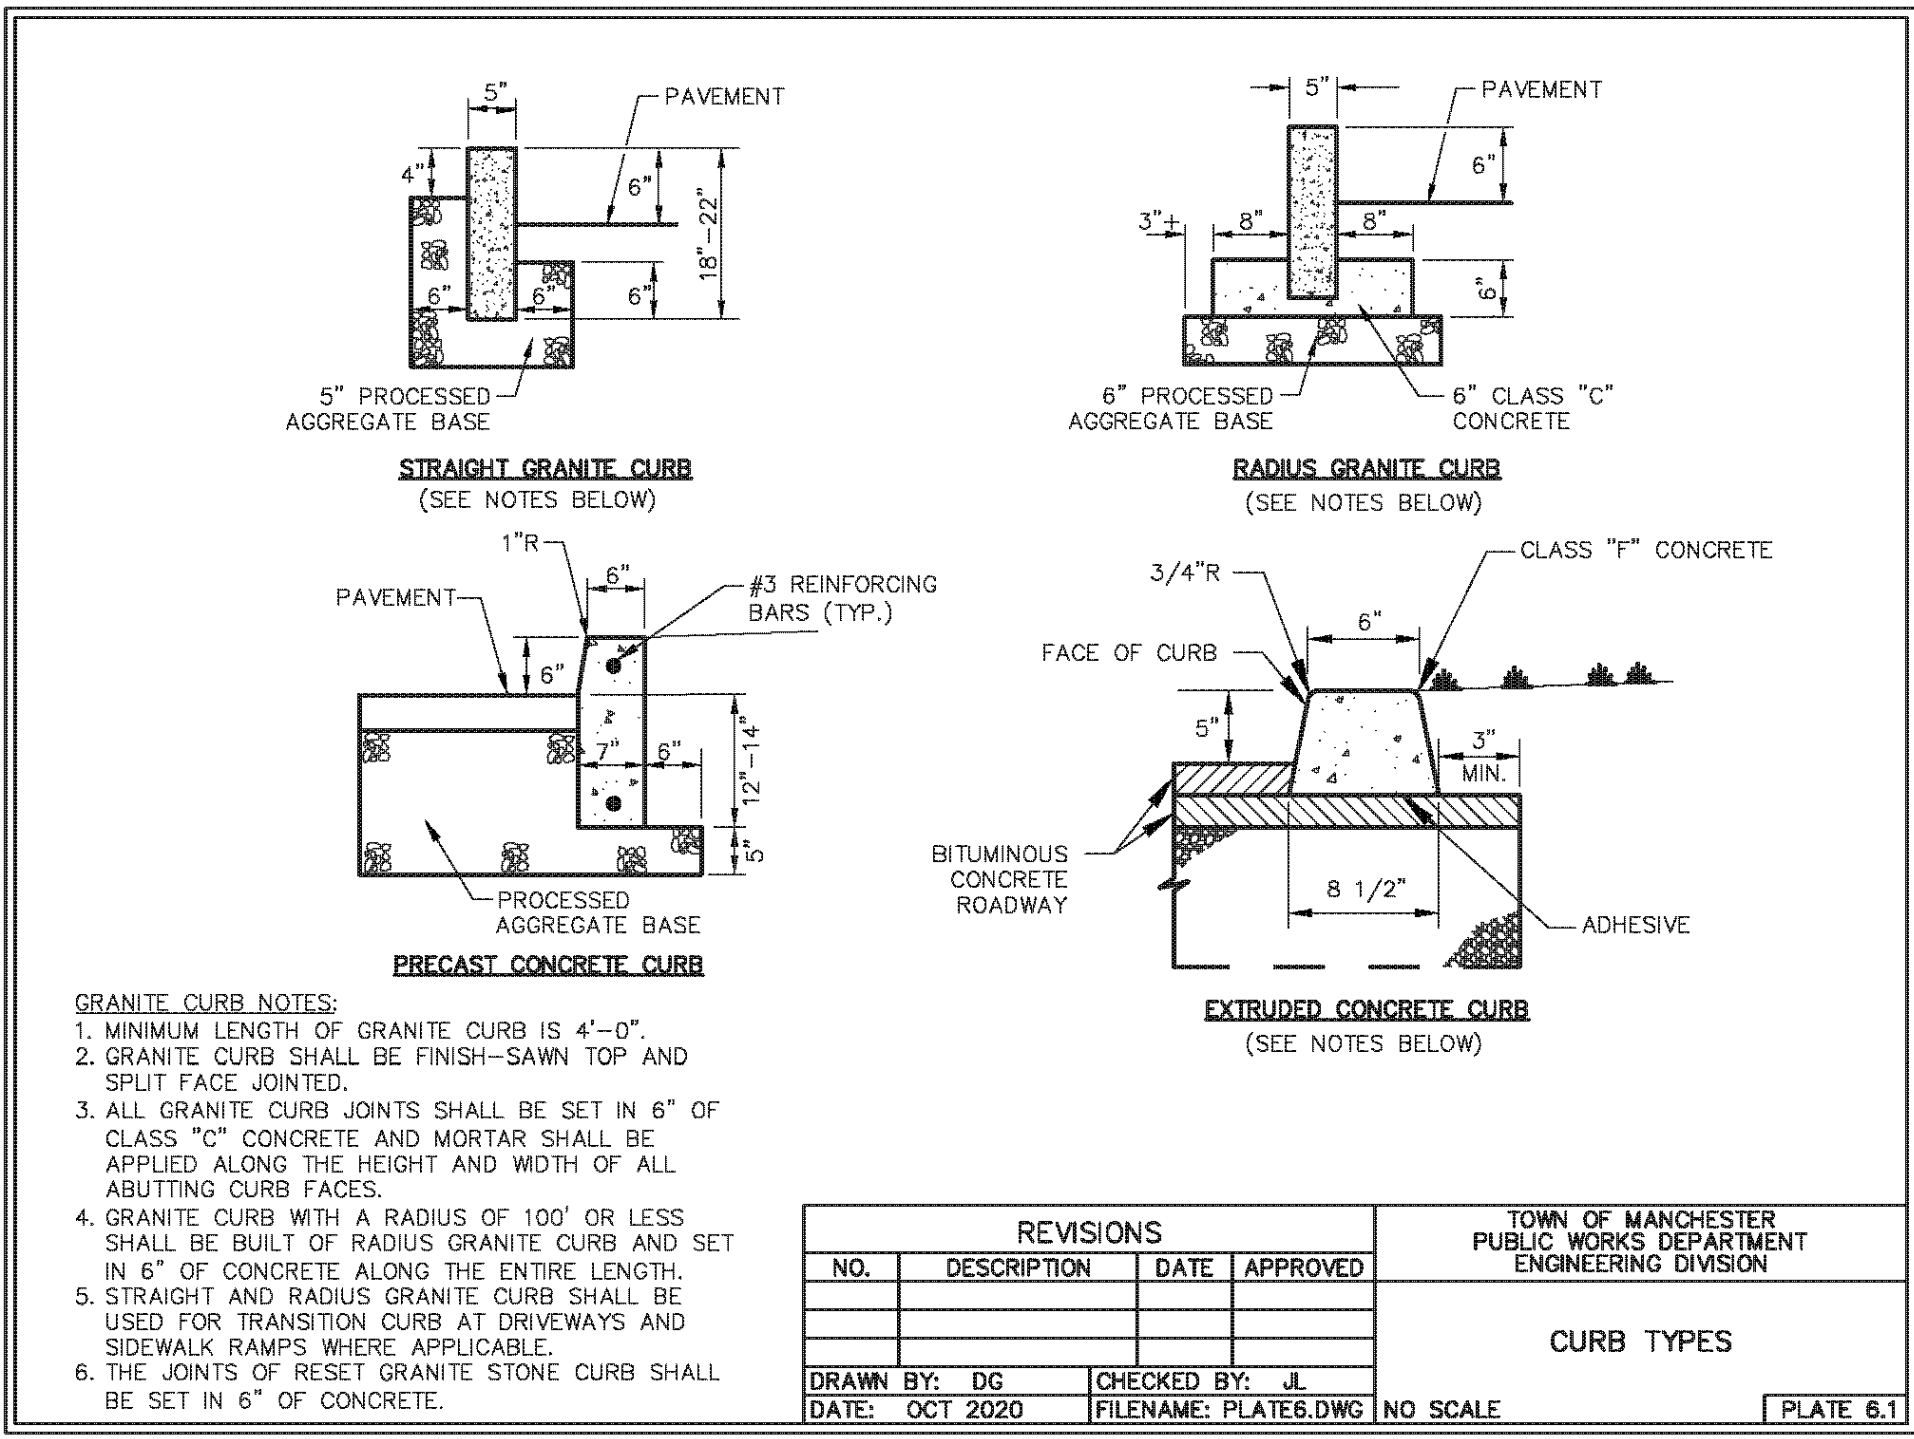 5"
PAVEMENT
4"
6"
18"-22"
6"
6"
6"
5" PROCESSED
AGGREGATE BASE
STRAIGHT GRANITE CURB
(SEE NOTES BELOW)
5"
PAVEMENT
6"
3"+
8"
8"
6"
6" PROCESSED
AGGREGATE BASE
6" CLASS "C"
CONCRETE
RADIUS GRANITE CURB
(SEE NOTES BELOW)
1"R
6"
#3 REINFORCING
BARS (TYP.)
PAVEMENT
6"
7"
6"
12"-14"
5"
PROCESSED
AGGREGATE BASE
PRECAST CONCRETE CURB
CLASS "F" CONCRETE
3/4"R
6"
FACE OF CURB
5"
3"
MIN.
BITUMINOUS
CONCRETE
ROADWAY
8 1/2"
ADHESIVE
EXTRUDED CONCRETE CURB
(SEE NOTES BELOW)
GRANITE CURB NOTES:
1. MINIMUM LENGTH OF GRANITE CURB IS 4'-0".
2. GRANITE CURB SHALL BE FINISH-SAWN TOP AND
SPLIT FACE JOINTED.
3. ALL GRANITE CURB JOINTS SHALL BE SET IN 6" OF
CLASS "C" CONCRETE AND MORTAR SHALL BE
APPLIED ALONG THE HEIGHT AND WIDTH OF ALL
ABUTTING CURB FACES.
4. GRANITE CURB WITH A RADIUS OF 100' OR LESS
SHALL BE BUILT OF RADIUS GRANITE CURB AND SET
IN 6" OF CONCRETE ALONG THE ENTIRE LENGTH.
5. STRAIGHT AND RADIUS GRANITE CURB SHALL BE
USED FOR TRANSITION CURB AT DRIVEWAYS AND
SIDEWALK RAMPS WHERE APPLICABLE.
6. THE JOINTS OF RESET GRANITE STONE CURB SHALL
BE SET IN 6" OF CONCRETE.
REVISIONS
NO. DESCRIPTION DATE APPROVED
DRAWN BY: DG CHECKED BY: JL
DATE: OCT 2020 FILENAME: PLATE6.DWG
TOWN OF MANCHESTER
PUBLIC WORKS DEPARTMENT
ENGINEERING DIVISION
CURB TYPES
NO SCALE PLATE 6.1